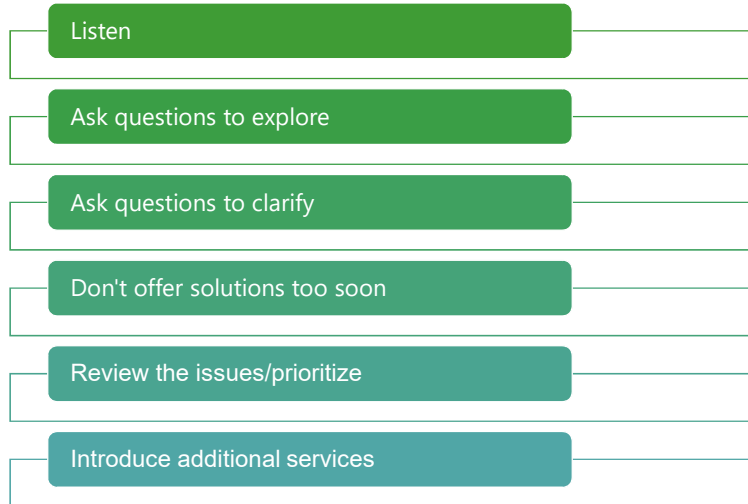 Listen
Ask questions to explore
Ask questions to clarify
Don't offer solutions too soon
Review the issues/prioritize
Introduce additional services